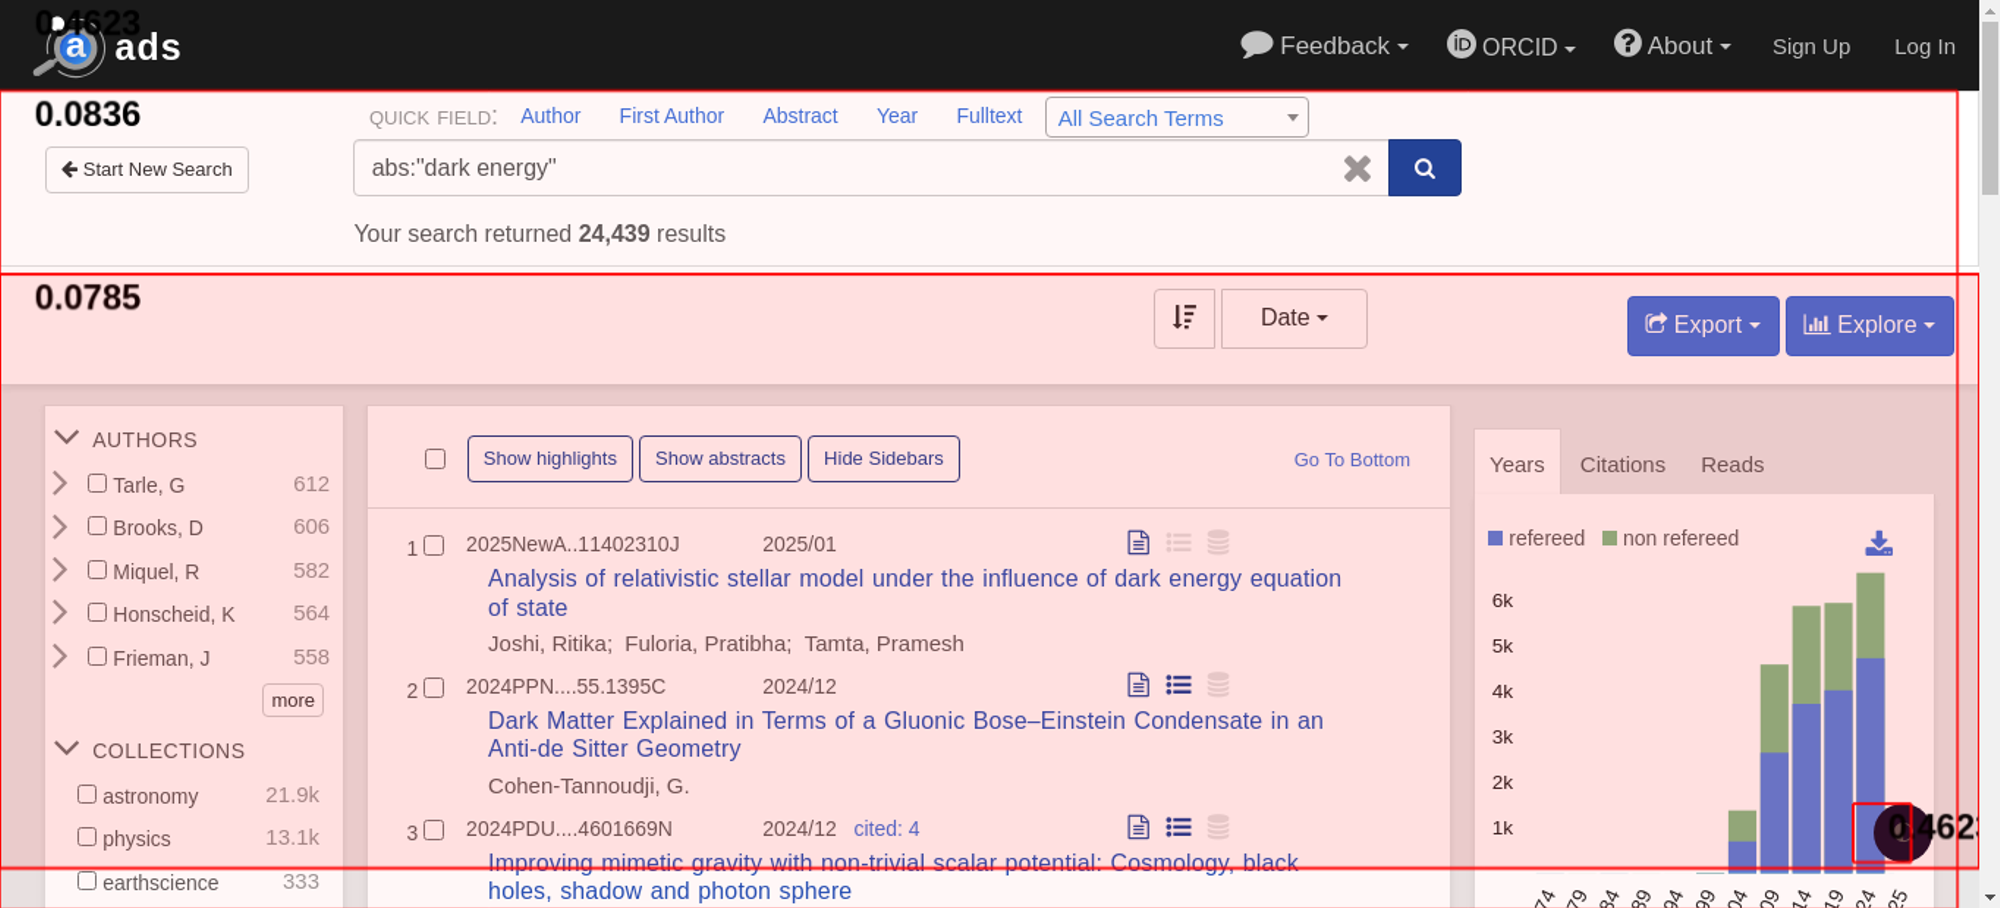 0.4623
a ads
Feedback
ORCID
About
Sign Up
Log In
0.0836
QUICK FIELD:
Author
First Author
Abstract
Year
Fulltext
All Search Terms
Start New Search
abs:"dark energy"
Your search returned 24,439 results
0.0785
Date
Export
Explore
AUTHORS
Tarle, G 612
Brooks, D 606
Miquel, R 582
Honscheid, K 564
Frieman, J 558
more
COLLECTIONS
astronomy 21.9k
physics 13.1k
earthscience 333
Show highlights
Show abstracts
Hide Sidebars
Go To Bottom
1 2025NewA..11402310J 2025/01
Analysis of relativistic stellar model under the influence of dark energy equation
of state
Joshi, Ritika; Fuloria, Pratibha; Tamta, Pramesh
2 2024PPN....55.1395C 2024/12
Dark Matter Explained in Terms of a Gluonic Bose–Einstein Condensate in an
Anti-de Sitter Geometry
Cohen-Tannoudji, G.
3 2024PDU....4601669N 2024/12 cited: 4
Improving mimetic gravity with non-trivial scalar potential: Cosmology, black
holes, shadow and photon sphere
Years
Citations
Reads
refereed
non refereed
6k
5k
4k
3k
2k
1k
0.462
74 79 84 89 94 99 04 09 14 19 24 25